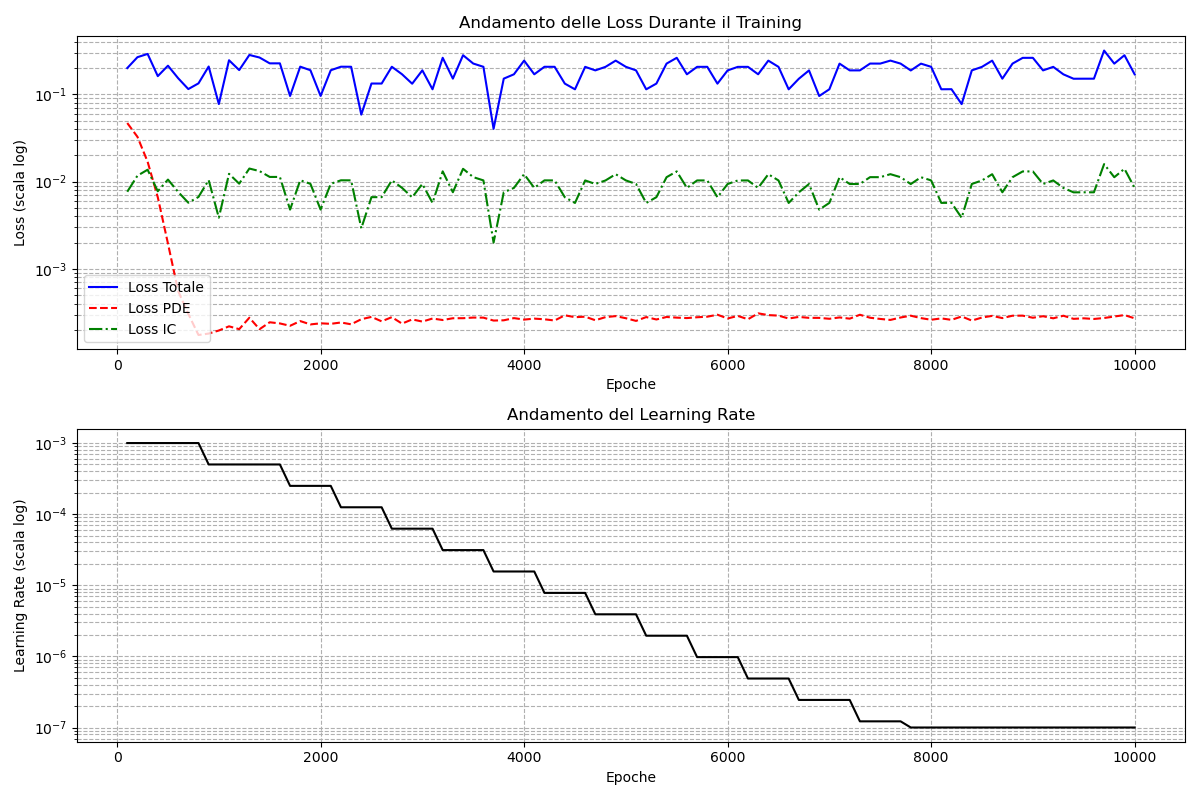 Andamento delle Loss Durante il Training
Loss (scala log)
10⁻¹
10⁻²
10⁻³
Loss Totale
Loss PDE
Loss IC
0 2000 4000 6000 8000 10000
Epoche
Andamento del Learning Rate
Learning Rate (scala log)
10⁻³
10⁻⁴
10⁻⁵
10⁻⁶
10⁻⁷
0 2000 4000 6000 8000 10000
Epoche